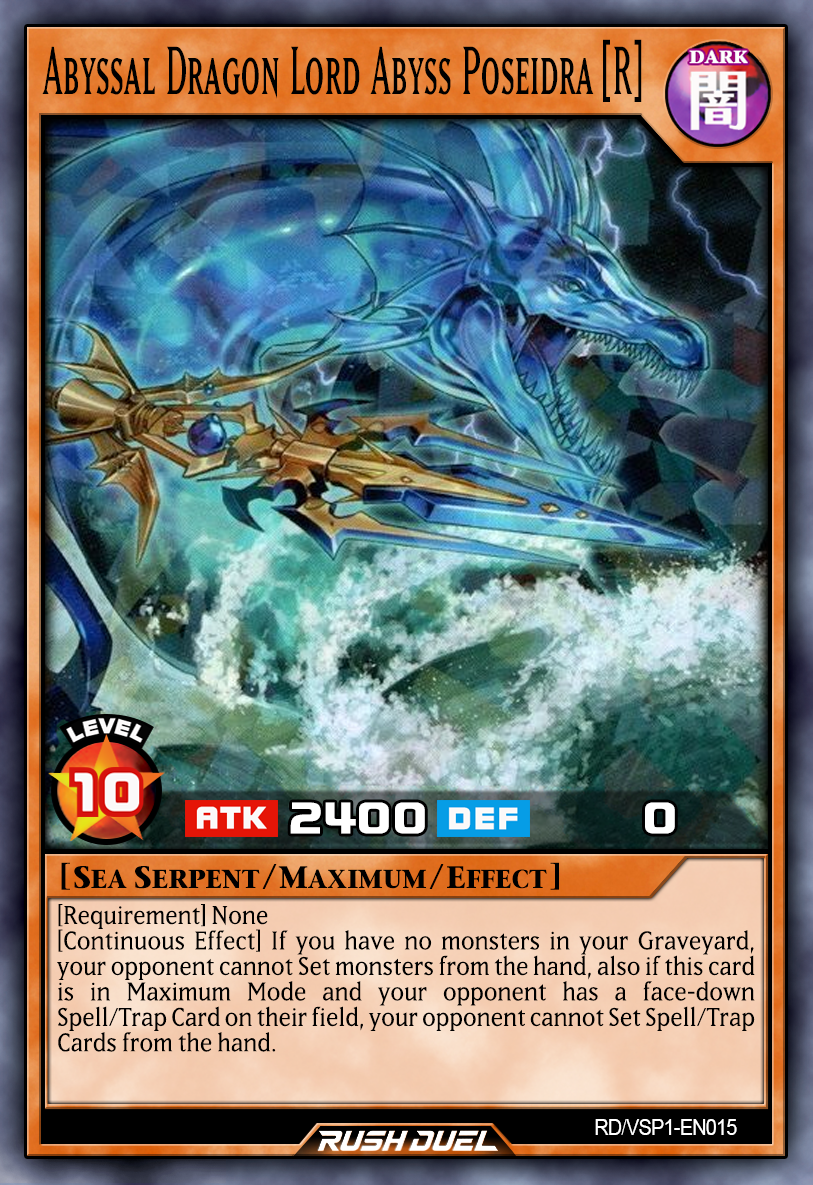 Abyssal Dragon Lord Abyss Poseidra [R]
DARK
闇
LEVEL
10
ATK 2400 DEF 0
[Sea Serpent/Maximum/Effect]
[Requirement] None
[Continuous Effect] If you have no monsters in your Graveyard,
your opponent cannot Set monsters from the hand, also if this card
is in Maximum Mode and your opponent has a face-down
Spell/Trap Card on their field, your opponent cannot Set Spell/Trap
Cards from the hand.
RUSH DUEL
RD/VSP1-EN015